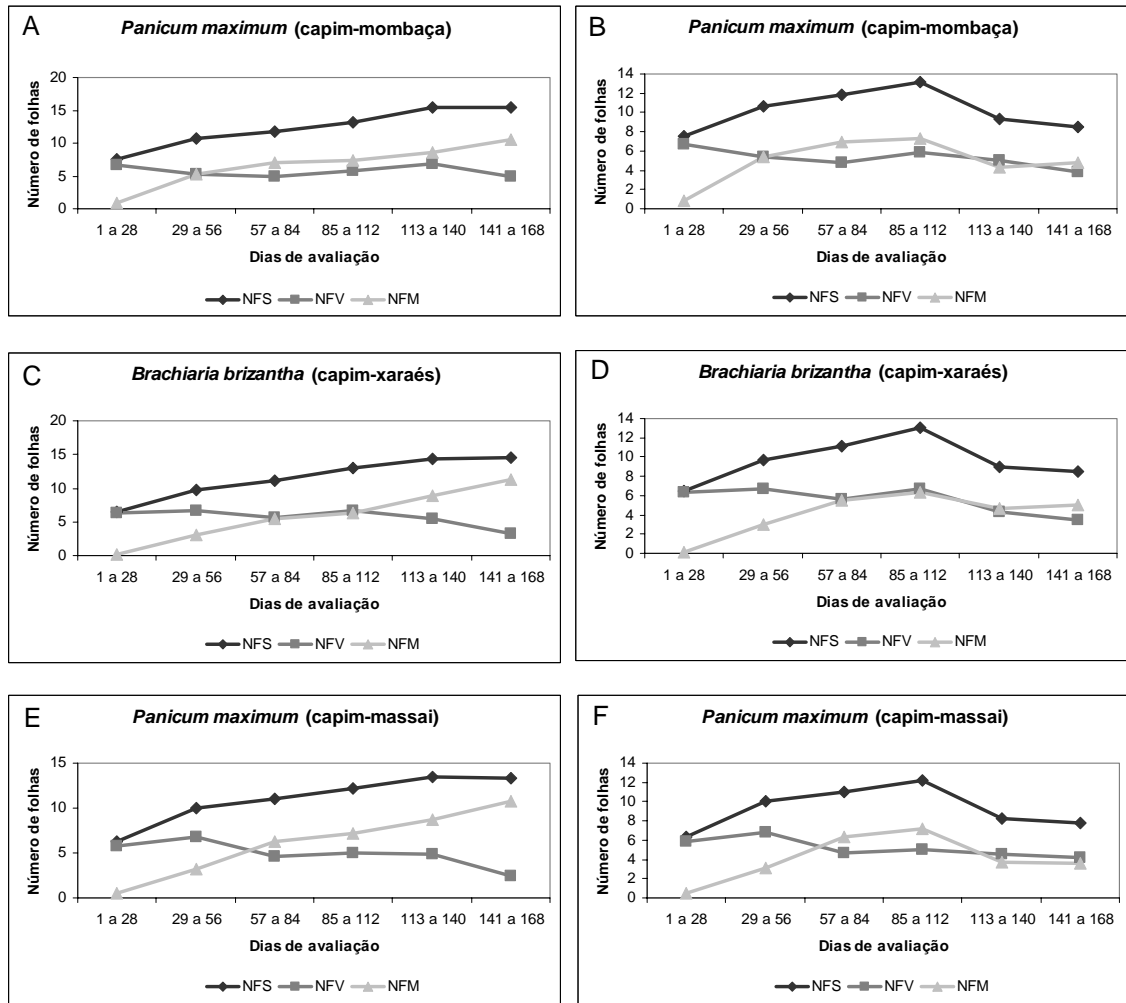 A
Panicum maximum (capim-mombaça)
Número de folhas
20
15
10
5
0
1 a 28 29 a 56 57 a 84 85 a 112 113 a 140 141 a 168
Dias de avaliação
NFS NFV NFM
B
Panicum maximum (capim-mombaça)
Número de folhas
14
12
10
8
6
4
2
0
1 a 28 29 a 56 57 a 84 85 a 112 113 a 140 141 a 168
Dias de avaliação
NFS NFV NFM
C
Brachiaria brizantha (capim-xaraés)
Número de folhas
20
15
10
5
0
1 a 28 29 a 56 57 a 84 85 a 112 113 a 140 141 a 168
Dias de avaliação
NFS NFV NFM
D
Brachiaria brizantha (capim-xaraés)
Número de folhas
14
12
10
8
6
4
2
0
1 a 28 29 a 56 57 a 84 85 a 112 113 a 140 141 a 168
Dias de avaliação
NFS NFV NFM
E
Panicum maximum (capim-massai)
Número de folhas
15
10
5
0
1 a 28 29 a 56 57 a 84 85 a 112 113 a 140 141 a 168
Dias de avaliação
NFS NFV NFM
F
Panicum maximum (capim-massai)
Número de folhas
14
12
10
8
6
4
2
0
1 a 28 29 a 56 57 a 84 85 a 112 113 a 140 141 a 168
Dias de avaliação
NFS NFV NFM